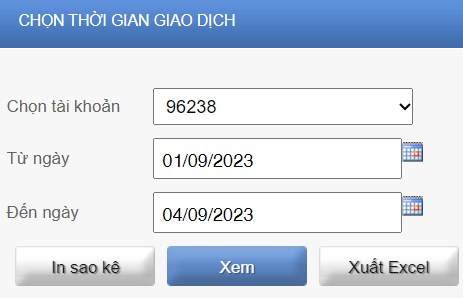 CHỌN THỜI GIAN GIAO DỊCH
Chọn tài khoản 96238
Từ ngày 01/09/2023
Đến ngày 04/09/2023
In sao kê Xem Xuất Excel